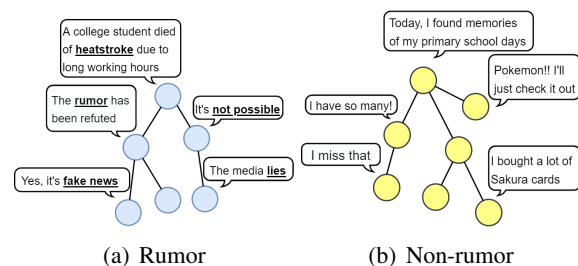 A college student died
of heatstroke due to
long working hours
The rumor has
been refuted
It's not possible
Yes, it's fake news
The media lies
(a) Rumor
Today, I found memories
of my primary school days
Pokemon!! I'll
just check it out
I have so many!
I miss that
I bought a lot of
Sakura cards
(b) Non-rumor